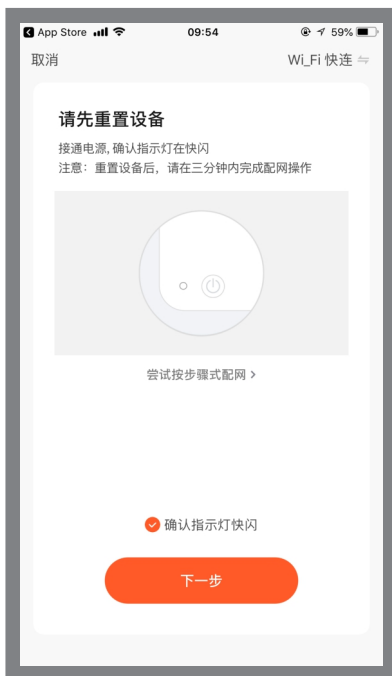 App Store 09:54 59%
取消 Wi_Fi 快连
请先重置设备
接通电源, 确认指示灯在快闪
注意：重置设备后，请在三分钟内完成配网操作
尝试按步骤式配网 >
确认指示灯快闪
下一步